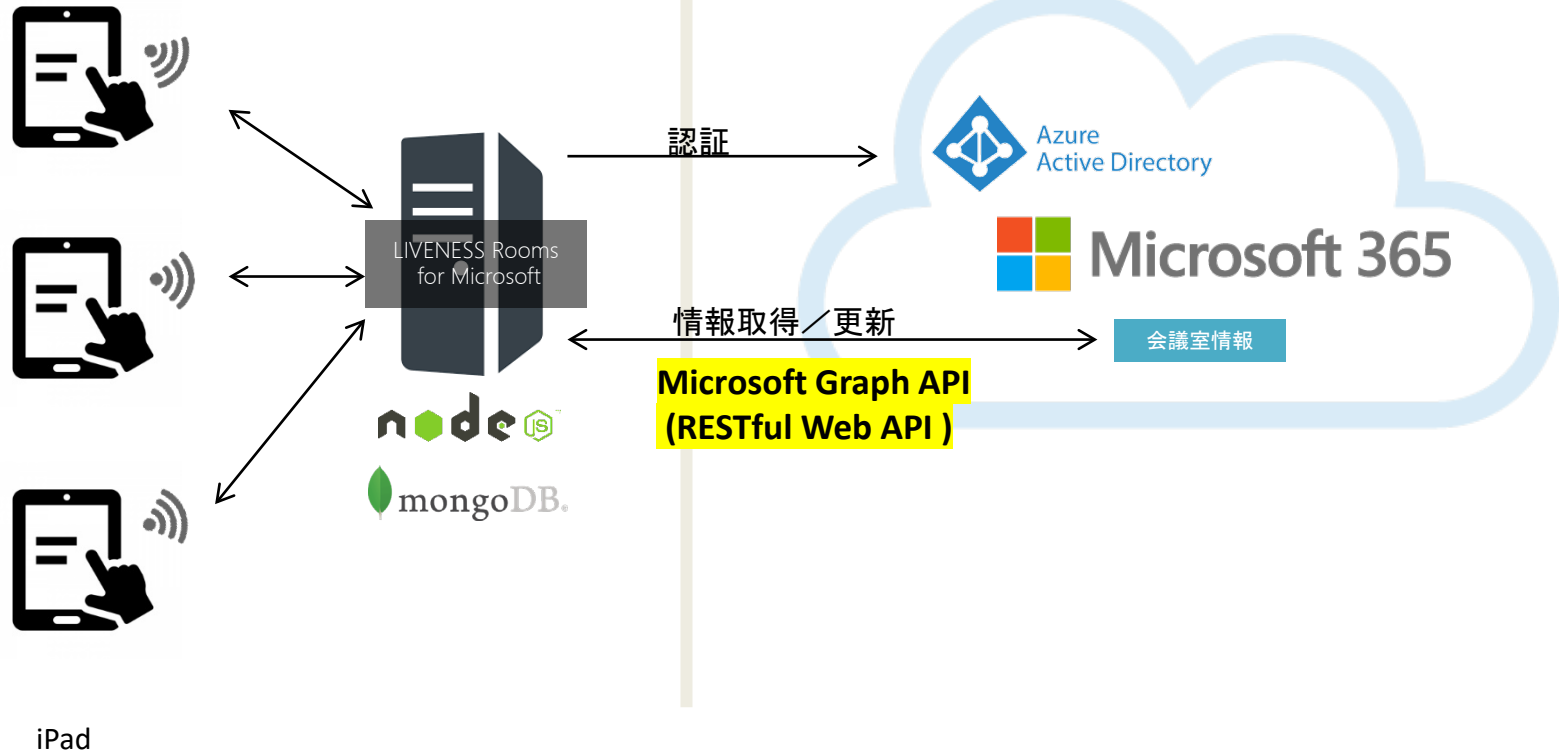 認証
Azure
Active Directory
Microsoft 365
LIVENESS Rooms
for Microsoft
情報取得／更新
会議室情報
Microsoft Graph API
(RESTful Web API )
node JS
mongoDB®
iPad